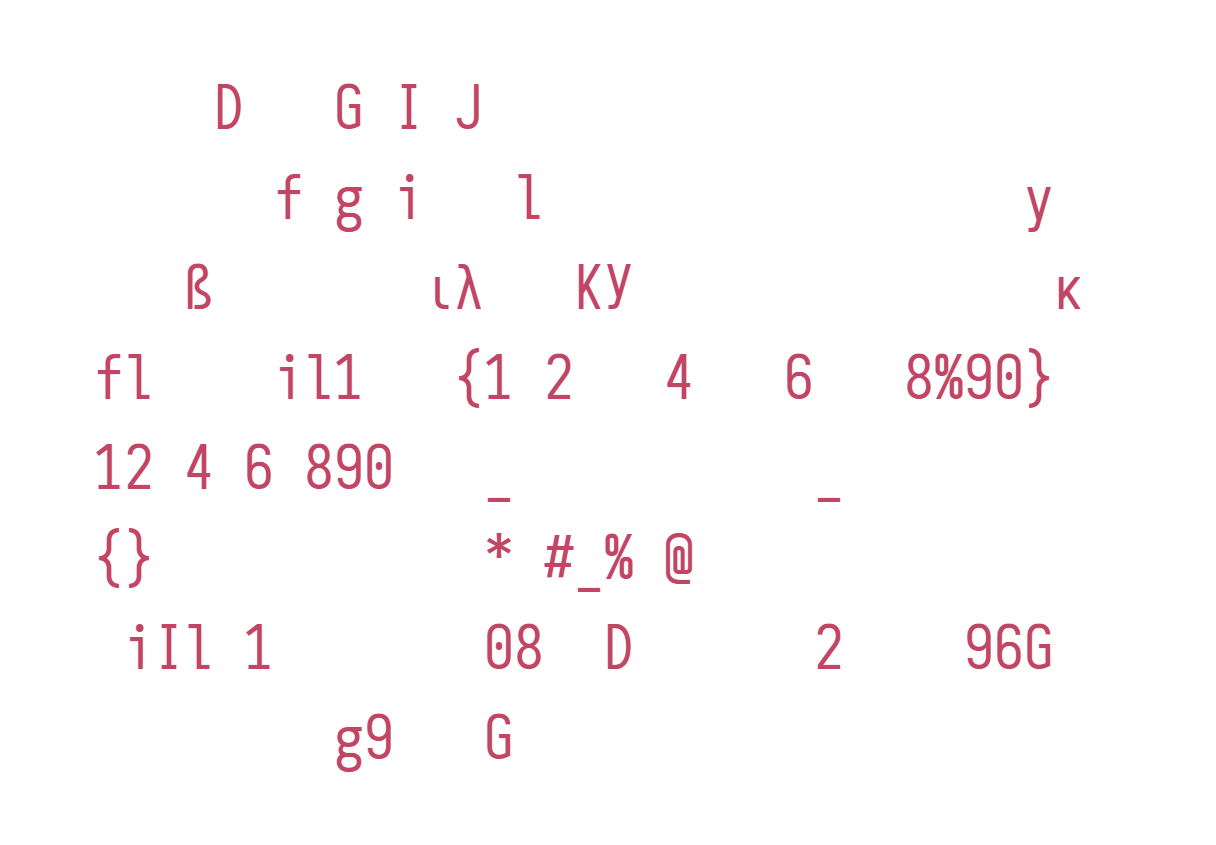 D G I J
f g i l y
ß ιλ КУ κ
fl il1 {1 2 4 6 8%90}
12 4 6 890 _ _
{} * #_% @
iIl 1 08 D 2 96G
g9 G